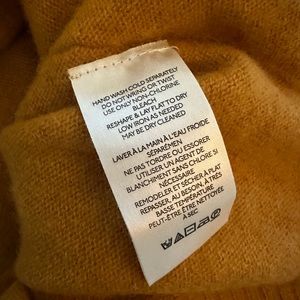 HAND WASH COLD SEPARATELY
DO NOT WRING OR TWIST
USE ONLY NON-CHLORINE
BLEACH
RESHAPE & LAY FLAT TO DRY
LOW IRON AS NEEDED
MAY BE DRY CLEANED
LAVER À LA MAIN À L'EAU FROIDE
SÉPARÉMEN
NE PAS TORDRE OU ESSORER
UTILISER UN AGENT DE
BLANCHIMENT SANS CHLORE SI
NÉCESSAIRE
REMODELER ET SÉCHER À PLAT
REPASSER, AU BESOIN, À TRÈS
BASSE TEMPÉRATURE
PEUT-ÊTRE ÊTRE NETTOYÉE
À SEC